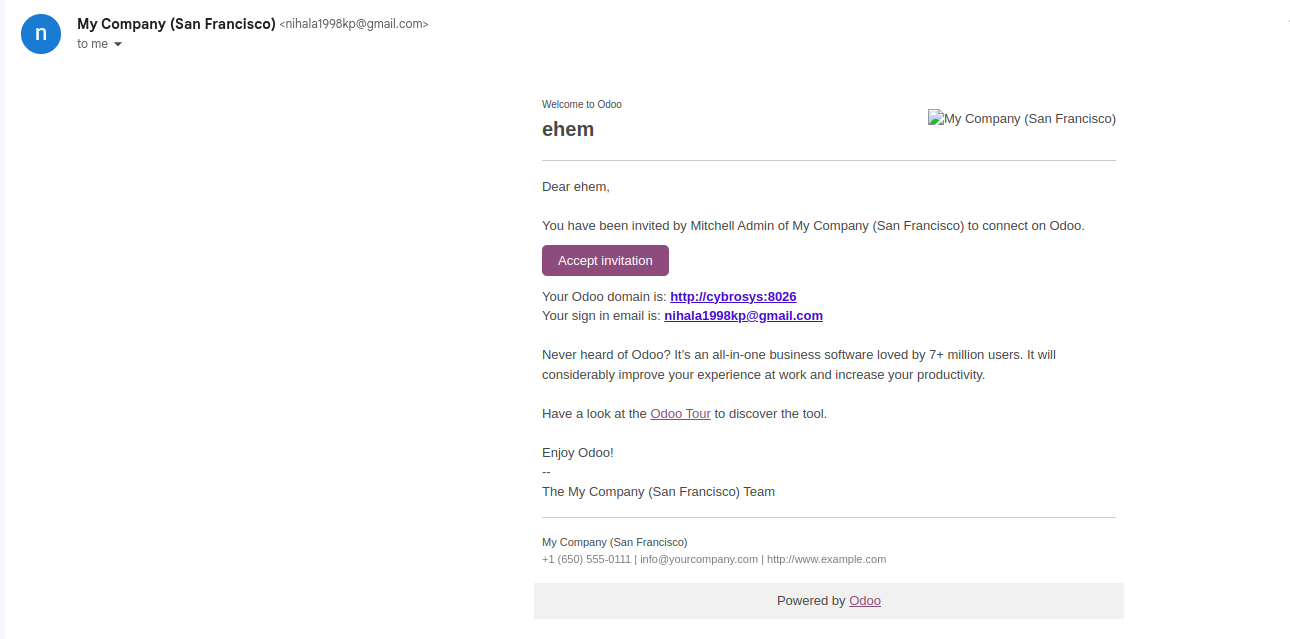 n
My Company (San Francisco) <nihala1998kp@gmail.com>
to me
Welcome to Odoo
ehem
My Company (San Francisco)
Dear ehem,
You have been invited by Mitchell Admin of My Company (San Francisco) to connect on Odoo.
Accept invitation
Your Odoo domain is: http://cybrosys:8026
Your sign in email is: nihala1998kp@gmail.com
Never heard of Odoo? It’s an all-in-one business software loved by 7+ million users. It will
considerably improve your experience at work and increase your productivity.
Have a look at the Odoo Tour to discover the tool.
Enjoy Odoo!
--
The My Company (San Francisco) Team
My Company (San Francisco)
+1 (650) 555-0111 | info@yourcompany.com | http://www.example.com
Powered by Odoo